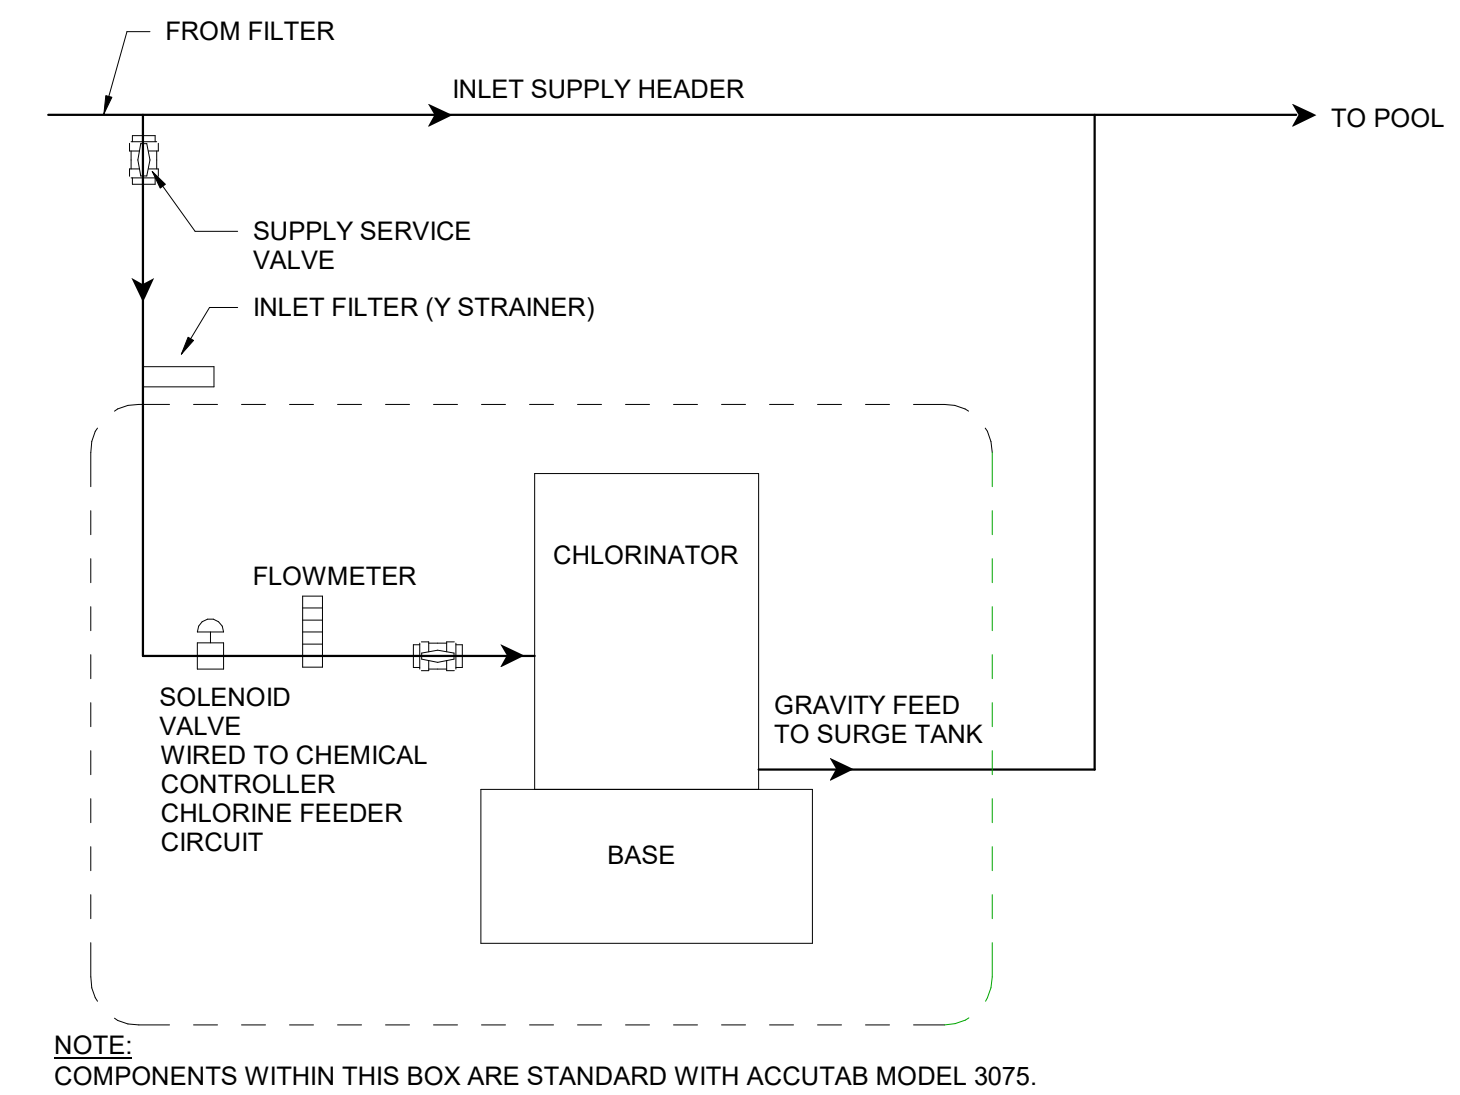 FROM FILTER
INLET SUPPLY HEADER
TO POOL
SUPPLY SERVICE
VALVE
INLET FILTER (Y STRAINER)
CHLORINATOR
FLOWMETER
SOLENOID
VALVE
WIRED TO CHEMICAL
CONTROLLER
CHLORINE FEEDER
CIRCUIT
GRAVITY FEED
TO SURGE TANK
BASE
NOTE:
COMPONENTS WITHIN THIS BOX ARE STANDARD WITH ACCUTAB MODEL 3075.